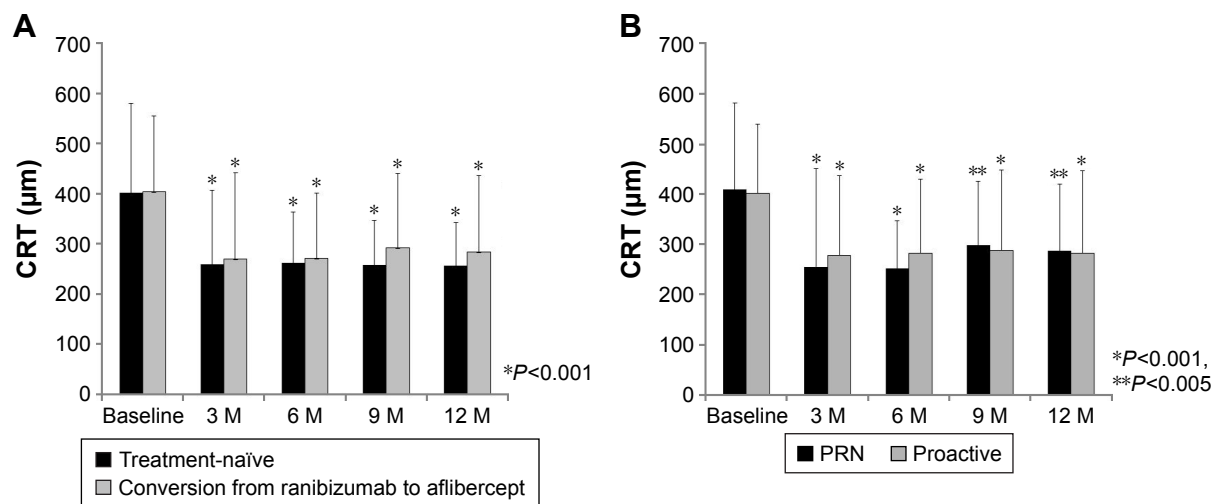 A
700
600
500
400
300
200
100
0
CRT (µm)
* * * * * * * *
Baseline 3 M 6 M 9 M 12 M
*P<0.001
Treatment-naïve
Conversion from ranibizumab to aflibercept
B
700
600
500
400
300
200
100
0
CRT (µm)
* * * * ** * ** *
Baseline 3 M 6 M 9 M 12 M
*P<0.001,
**P<0.005
PRN Proactive